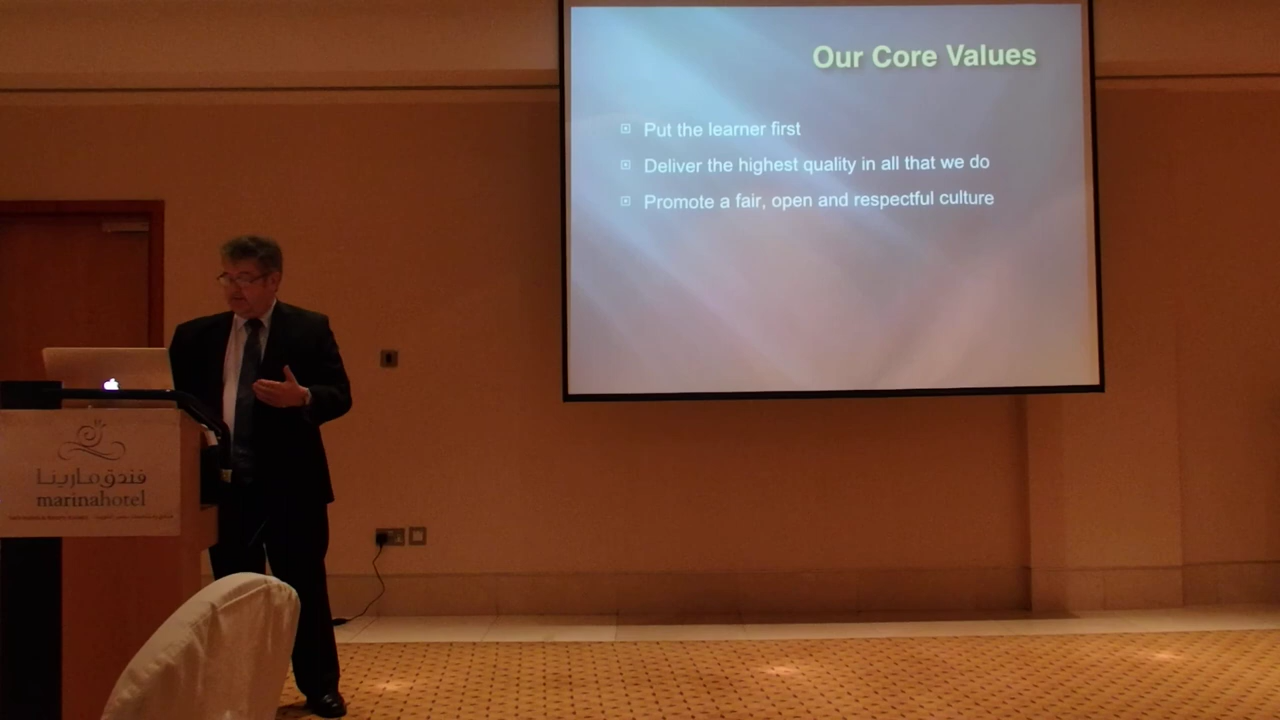 Our Core Values
Put the learner first
Deliver the highest quality in all that we do
Promote a fair, open and respectful culture
فندق مارينا
marinahotel